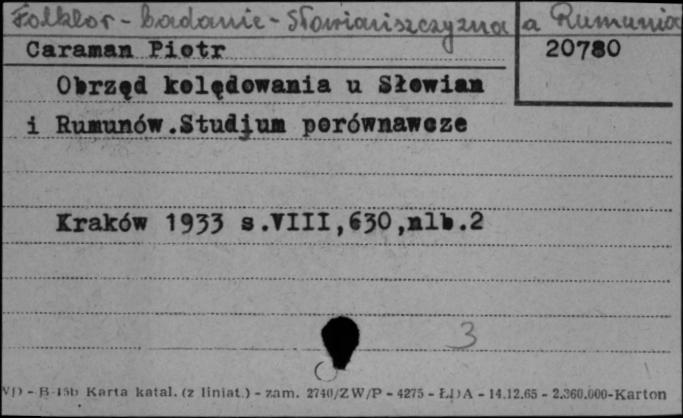 Folklor - badanie - Słowiańszczyzna a Rumunia
Caraman Piotr
20780
Obrzęd kolędowania u Słowian
i Rumunów.Studjum porównawcze
Kraków 1933 s.VIII,630,nlb.2
3
WD - B-15b Karta katal. (z liniat.) - zam. 2740/ZW/P - 4275 - ŁDA - 14.12.65 - 2.360.000-Karton